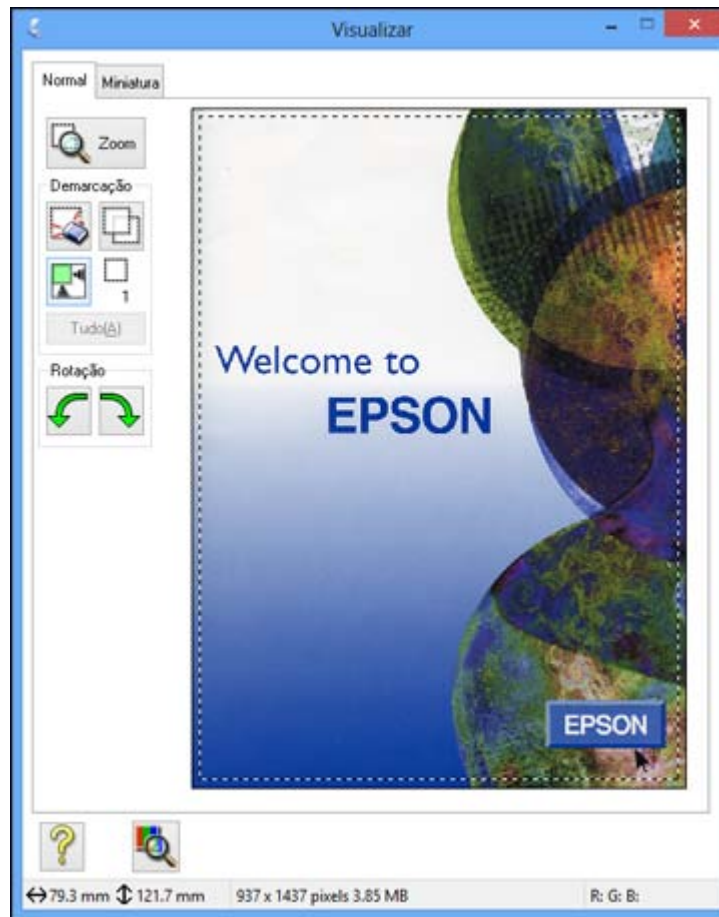 Visualizar
Normal Miniatura
Zoom
Demarcação
1
Tudo(A)
Rotação
Welcome to
EPSON
EPSON
79.3 mm 121.7 mm 937 x 1437 pixels 3.85 MB R: G: B: